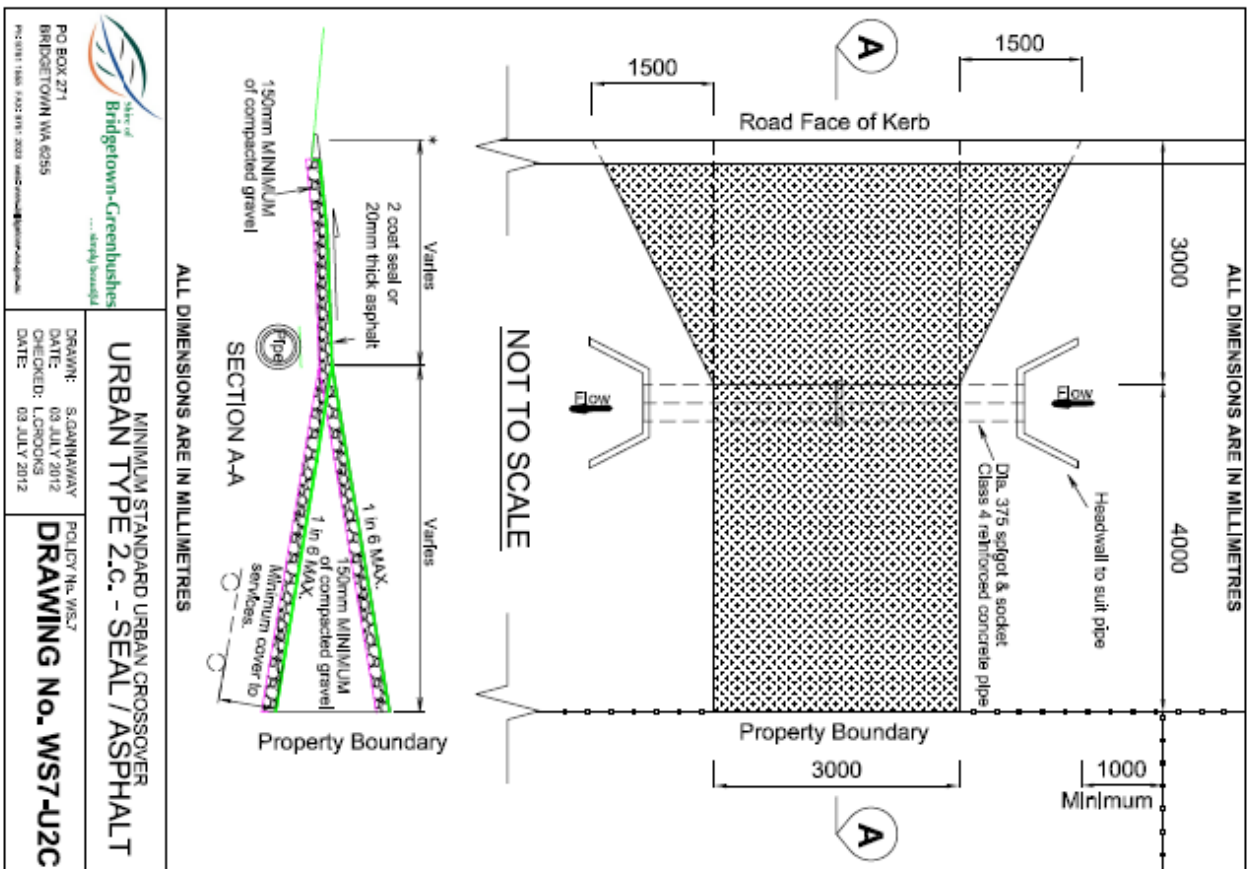 ALL DIMENSIONS ARE IN MILLIMETRES
1500
1500
A
Road Face of Kerb
3000
4000
Flow
Flow
Headwall to suit pipe
Dia. 375 spigot & socket
Class 4 reinforced concrete pipe
Property Boundary
3000
1000
Minimum
A
NOT TO SCALE
*
Varies
Varies
2 coat seal or
20mm thick asphalt
150mm MINIMUM
of compacted gravel
Pipe
1 in 6 MAX.
150mm MINIMUM
of compacted gravel
1 in 6 MAX.
Minimum cover to
services.
Property Boundary
SECTION A-A
ALL DIMENSIONS ARE IN MILLIMETRES
Shire of
Bridgetown-Greenbushes
.... simply beautiful
PO BOX 271
BRIDGETOWN WA 6255
MINIMUM STANDARD URBAN CROSSOVER
URBAN TYPE 2.C. - SEAL / ASPHALT
DRAWN: S.GANNAWAY
DATE: 03 JULY 2012
CHECKED: L.CROOKS
DATE: 03 JULY 2012
POLICY No. WS.7
DRAWING No. WS7-U2C